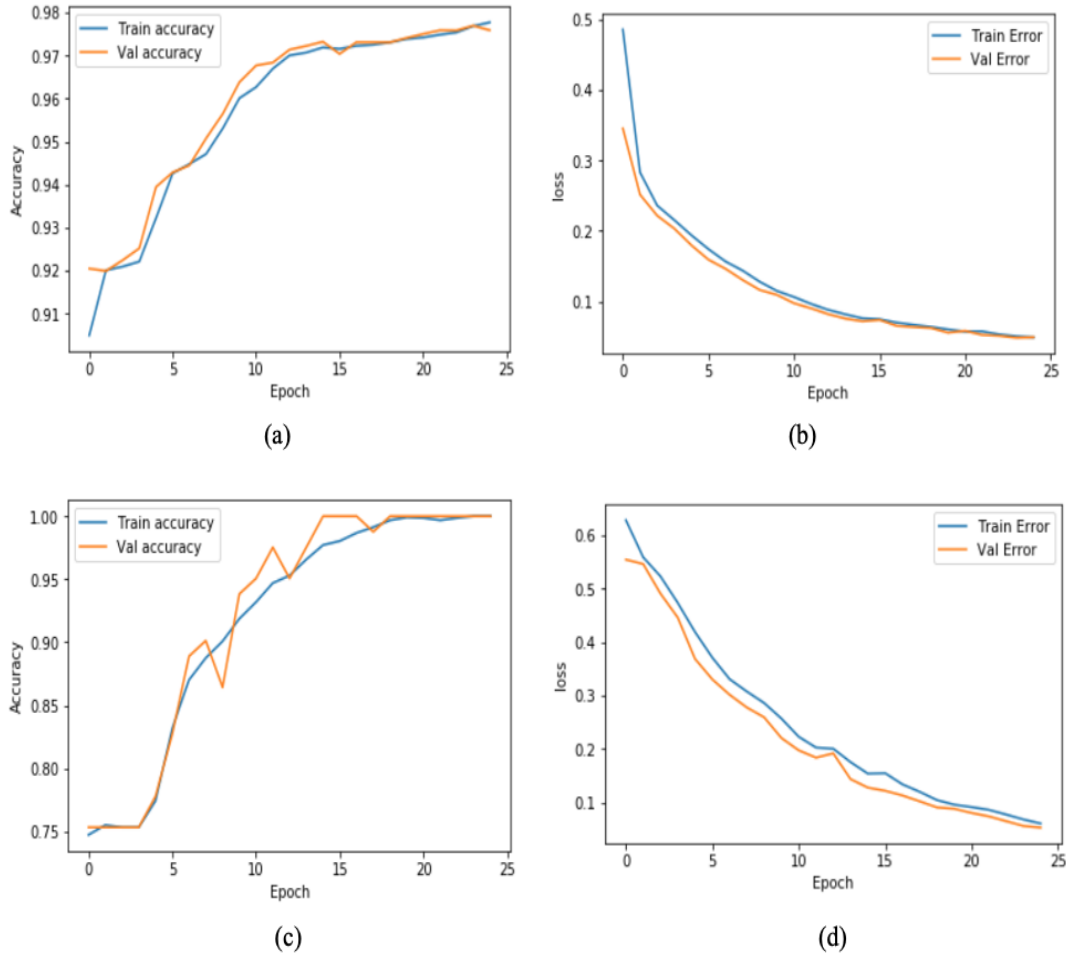 Train accuracy
Val accuracy
0.98
0.97
0.96
0.95
0.94
0.93
0.92
0.91
Accuracy
0 5 10 15 20 25
Epoch
(a)
Train Error
Val Error
0.5
0.4
0.3
0.2
0.1
loss
0 5 10 15 20 25
Epoch
(b)
Train accuracy
Val accuracy
1.00
0.95
0.90
0.85
0.80
0.75
Accuracy
0 5 10 15 20 25
Epoch
(c)
Train Error
Val Error
0.6
0.5
0.4
0.3
0.2
0.1
loss
0 5 10 15 20 25
Epoch
(d)